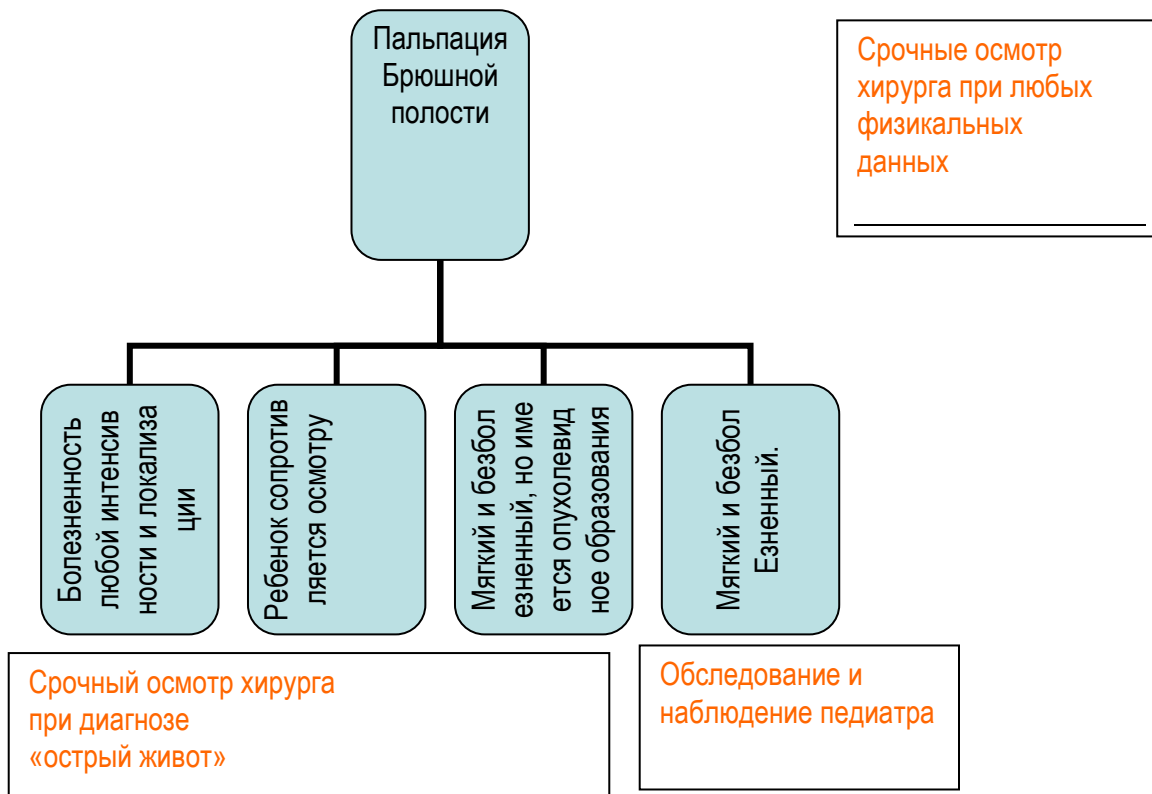 Пальпация
Брюшной
полости
Срочные осмотр
хирурга при любых
физикальных
данных
Болезненность
любой интенсив
ности и локализа
ции
Ребенок сопротив
ляется осмотру
Мягкий и безбол
езненный, но име
ется опухолевид
ное образования
Мягкий и безбол
Езненный.
Срочный осмотр хирурга
при диагнозе
«острый живот»
Обследование и
наблюдение педиатра